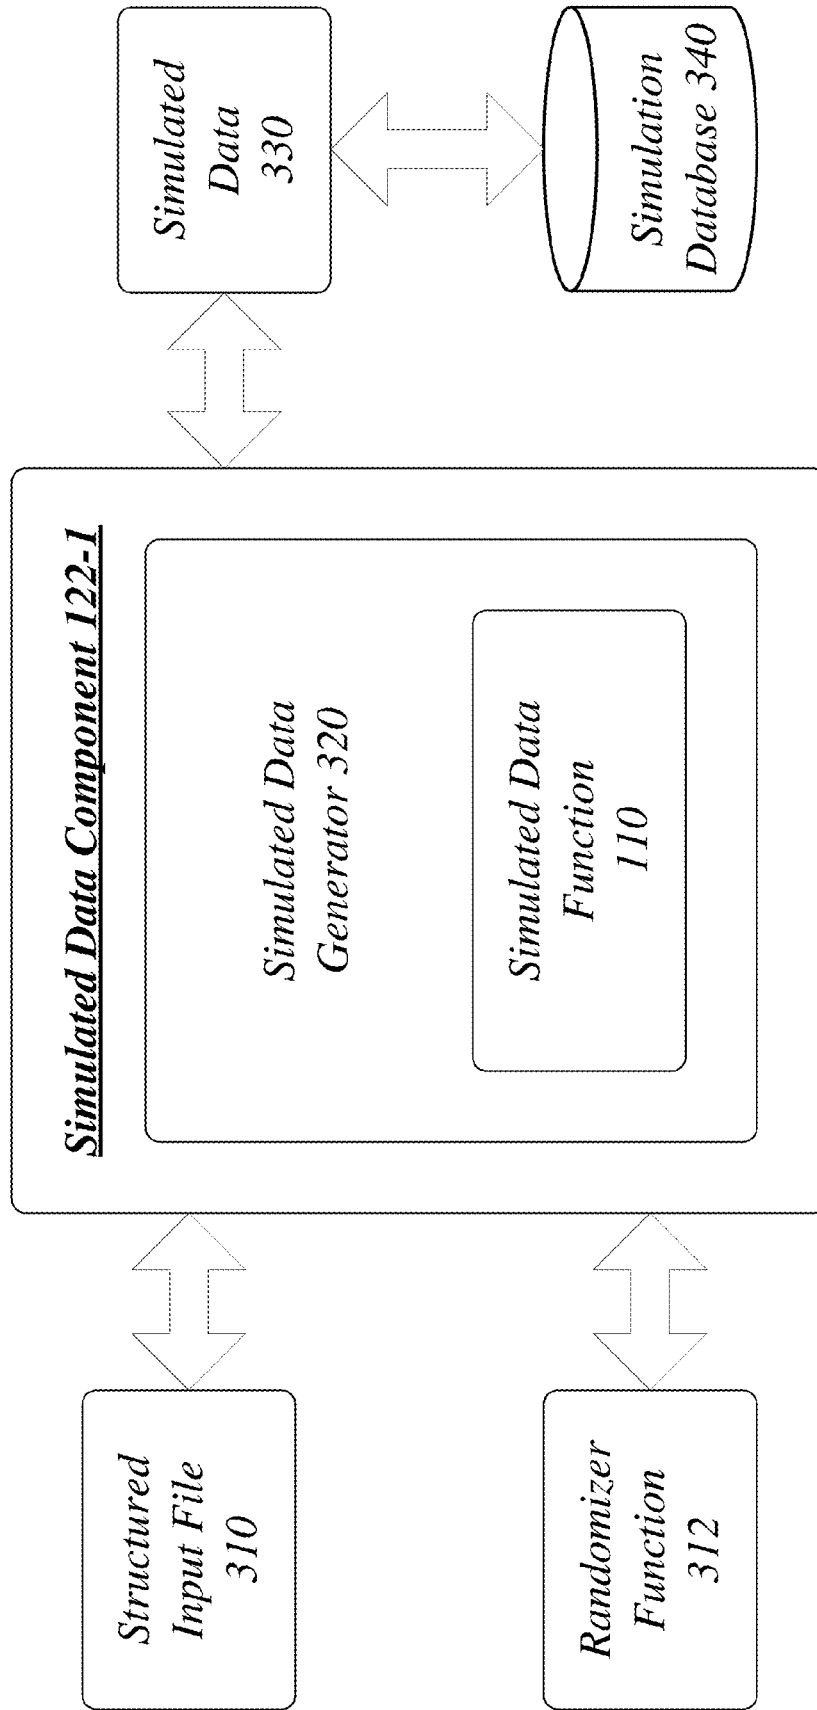 Simulated Data Component 122-1
Structured
Input File
310
Randomizer
Function
312
Simulated Data
Generator 320
Simulated Data
Function
110
Simulated
Data
330
Simulation
Database 340